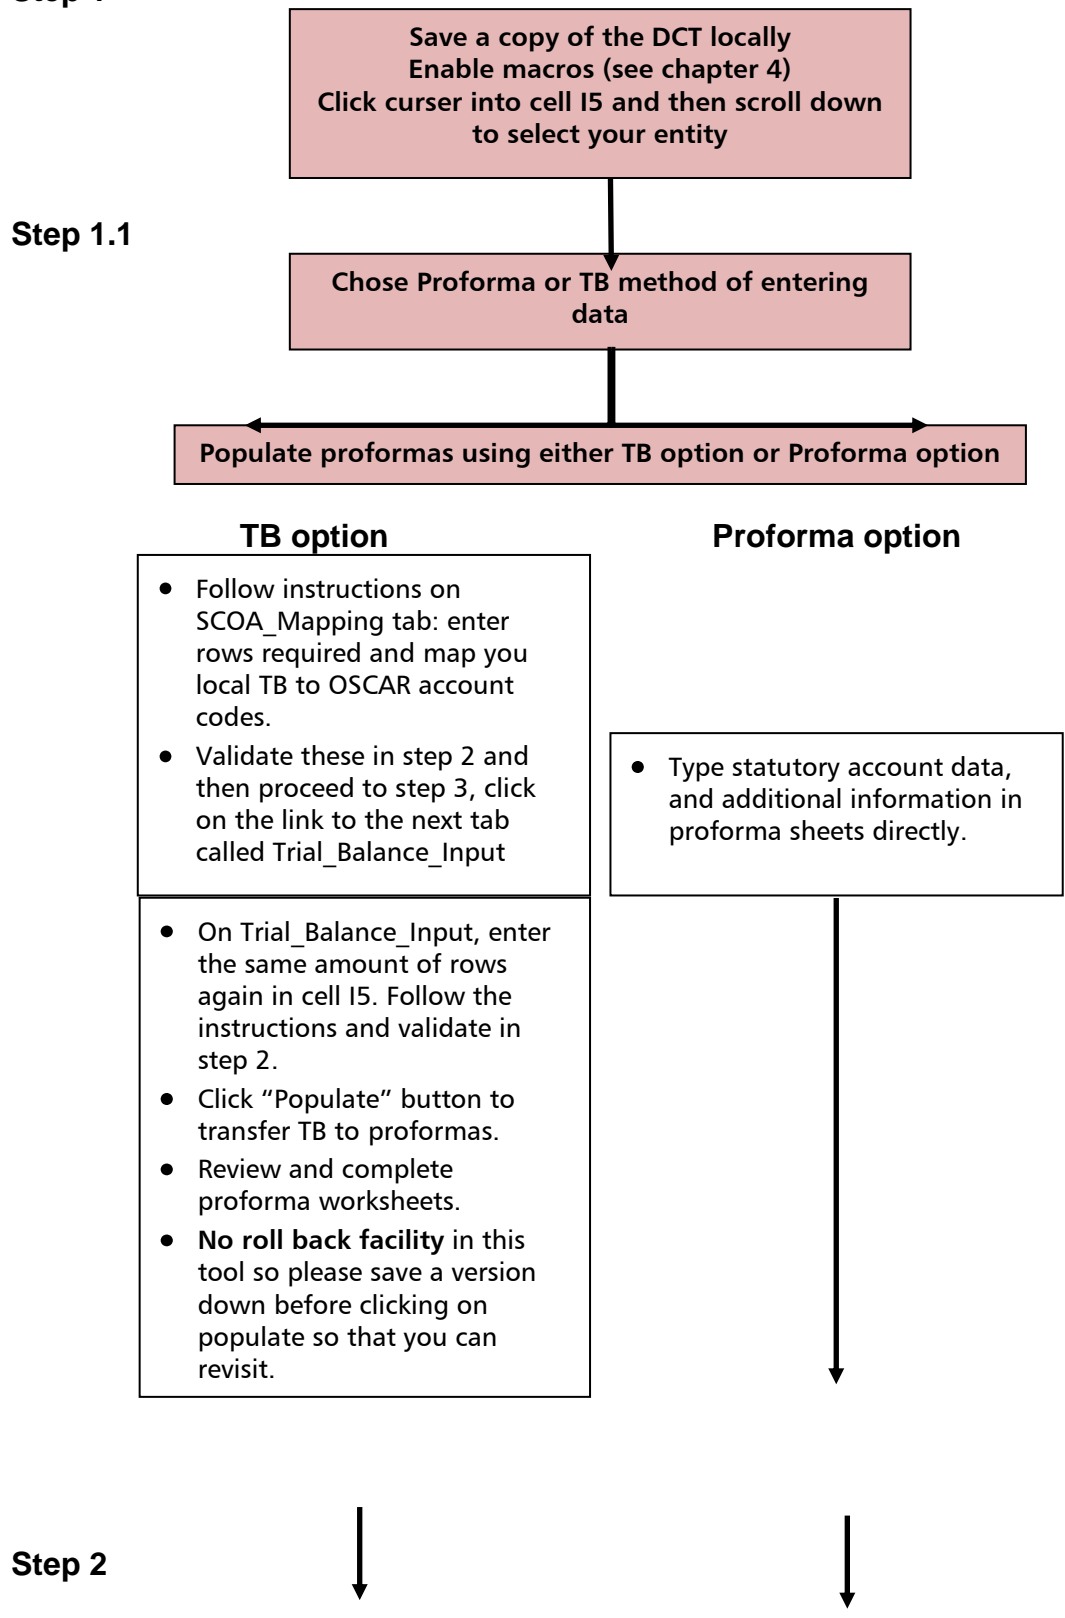 Save a copy of the DCT locally
Enable macros (see chapter 4)
Click curser into cell I5 and then scroll down
to select your entity
Step 1.1
Chose Proforma or TB method of entering
data
Populate proformas using either TB option or Proforma option
TB option
● Follow instructions on
SCOA_Mapping tab: enter
rows required and map you
local TB to OSCAR account
codes.
● Validate these in step 2 and
then proceed to step 3, click
on the link to the next tab
called Trial_Balance_Input
● On Trial_Balance_Input, enter
the same amount of rows
again in cell I5. Follow the
instructions and validate in
step 2.
● Click “Populate” button to
transfer TB to proformas.
● Review and complete
proforma worksheets.
● No roll back facility in this
tool so please save a version
down before clicking on
populate so that you can
revisit.
Proforma option
● Type statutory account data,
and additional information in
proforma sheets directly.
Step 2